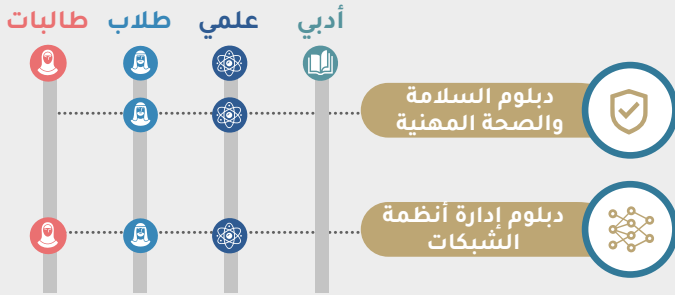 أدبي
علمي
طلاب
طالبات
دبلوم السلامة
والصحة المهنية
دبلوم إدارة أنظمة
الشبكات